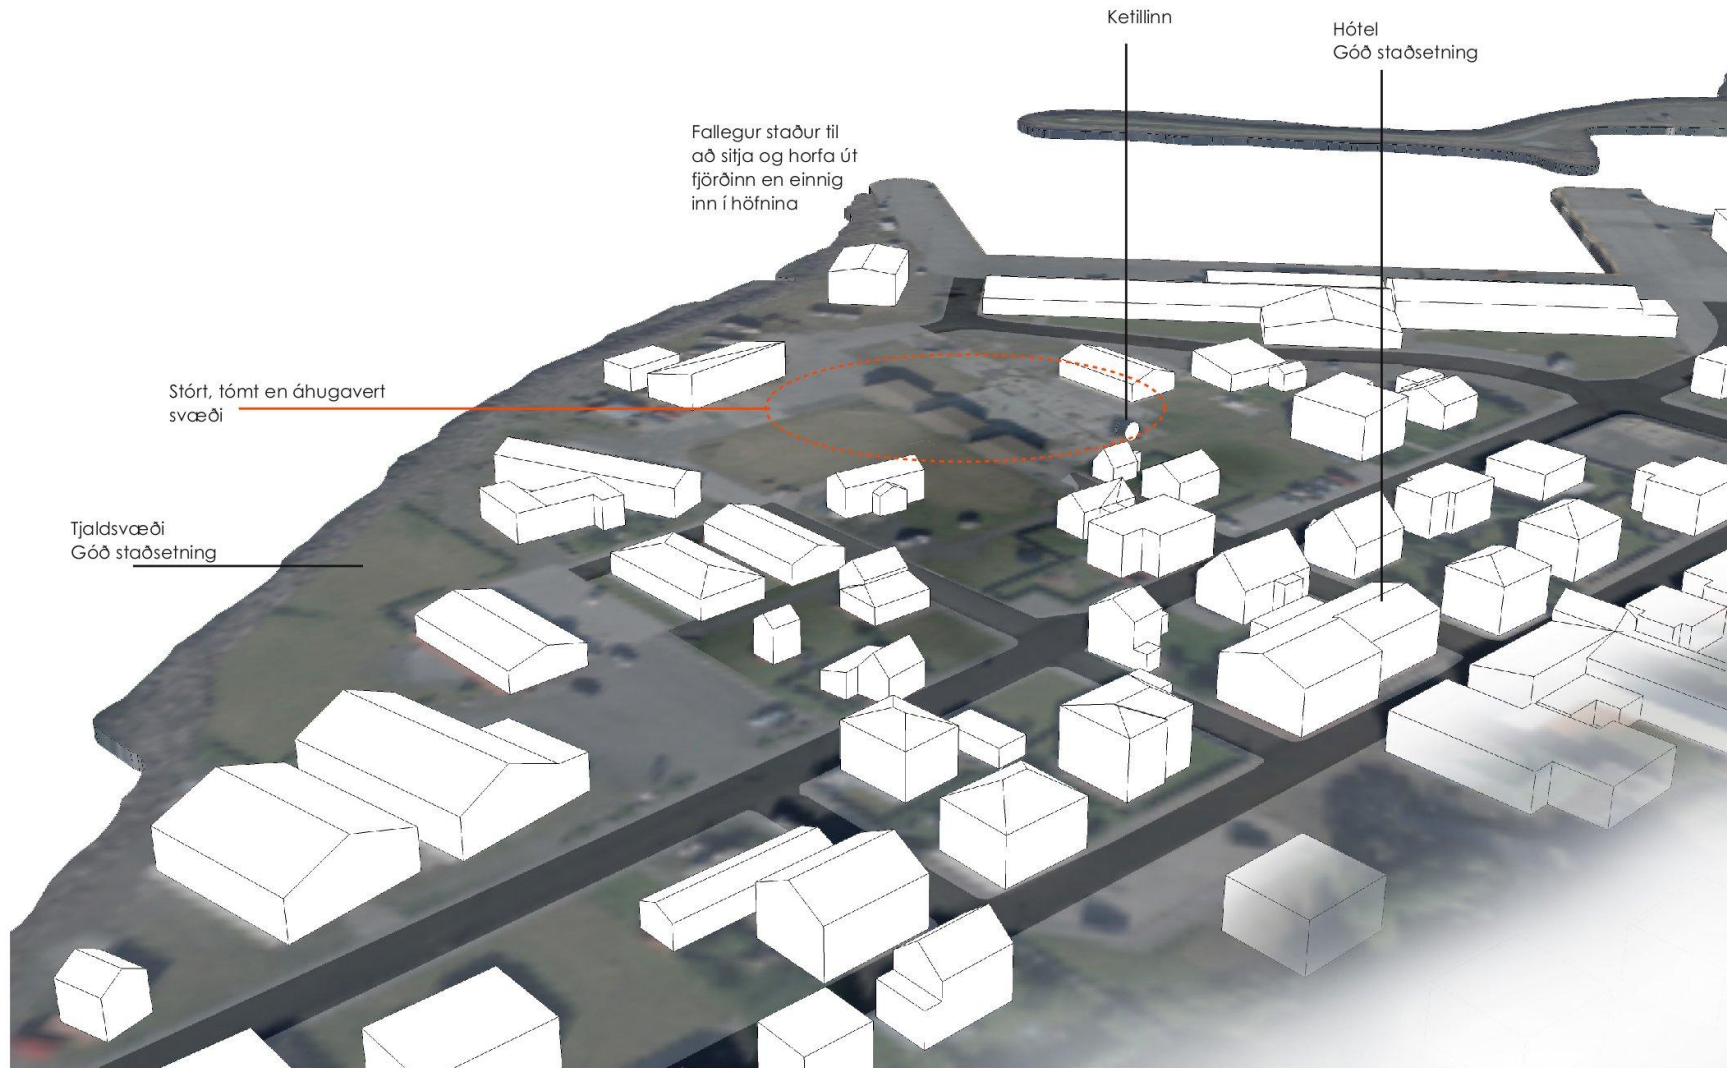 Ketillinn
Hótel
Góð staðsetning
Fallegur staður til
að sitja og horfa út
fjörðinn en einnig
inn í höfnina
Stórt, tómt en áhugavert
svæði
Tjaldsvæði
Góð staðsetning